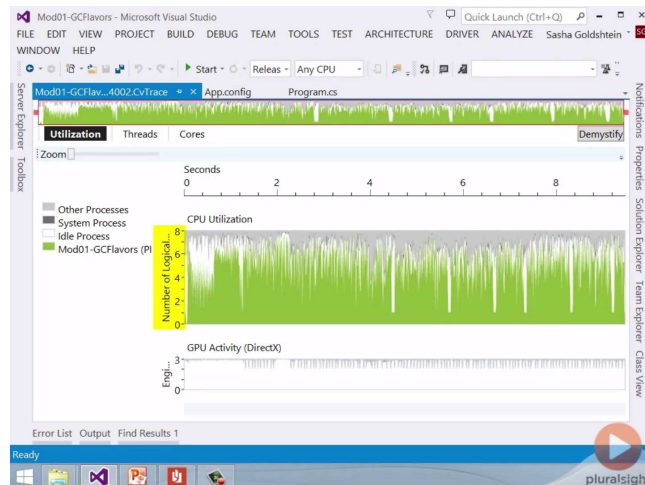 Mod01-GCFlavors - Microsoft Visual Studio
Quick Launch (Ctrl+Q)
FILE EDIT VIEW PROJECT BUILD DEBUG TEAM TOOLS TEST ARCHITECTURE DRIVER ANALYZE Sasha Goldshtein SG
WINDOW HELP
Start Releas Any CPU
Server Explorer
Toolbox
Mod01-GCFlav...4002.CvTrace App.config Program.cs
Utilization Threads Cores Demystify
Zoom
Seconds
0 2 4 6 8
Other Processes
System Process
Idle Process
Mod01-GCFlavors (PI
CPU Utilization
Number of Logical...
8
6
4
2
0
GPU Activity (DirectX)
Engi...
3
0
Notifications
Properties
Solution Explorer
Team Explorer
Class View
Error List Output Find Results 1
Ready
pluralsigh